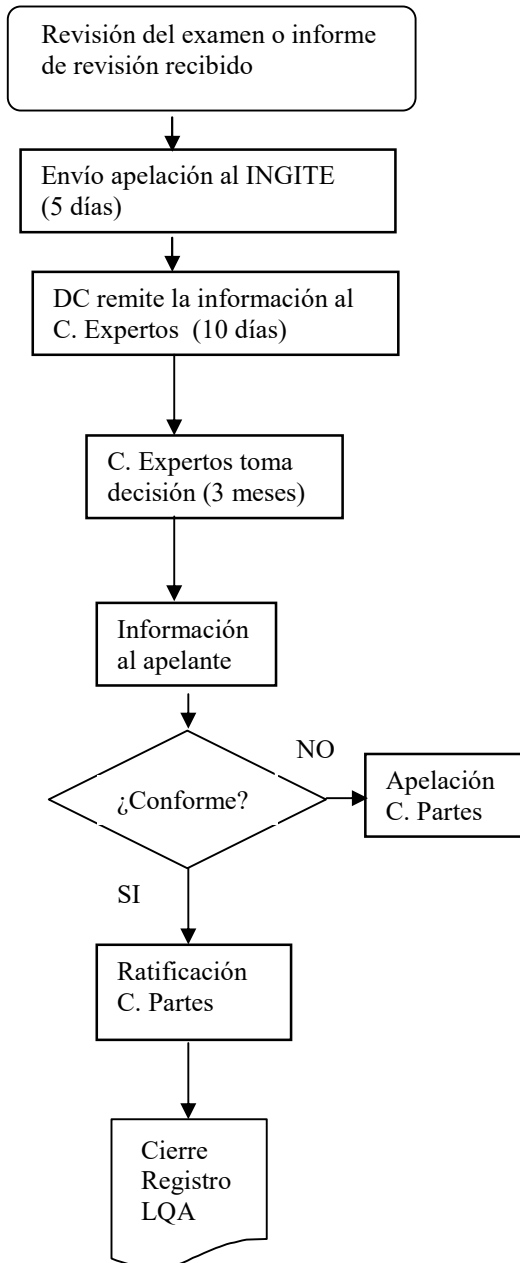 Revisión del examen o informe
de revisión recibido
Envío apelación al INGITE
(5 días)
DC remite la información al
C. Expertos (10 días)
C. Expertos toma
decisión (3 meses)
Información
al apelante
¿Conforme?
NO
Apelación
C. Partes
SI
Ratificación
C. Partes
Cierre
Registro
LQA